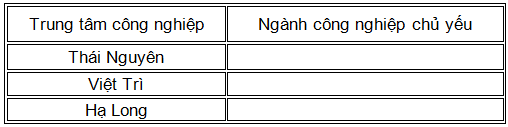 Trung tâm công nghiệp Ngành công nghiệp chủ yếu
Thái Nguyên
Việt Trì
Hạ Long